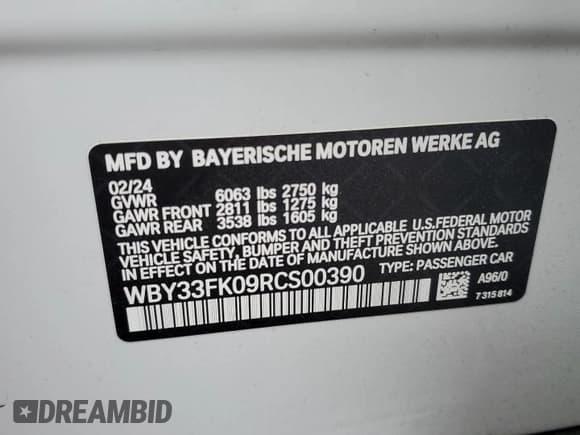 MFD BY BAYERISCHE MOTOREN WERKE AG
02/24
GVWR 6063 lbs 2750 kg
GAWR FRONT 2811 lbs 1275 kg
GAWR REAR 3538 lbs 1605 kg
THIS VEHICLE CONFORMS TO ALL APPLICABLE U.S.FEDERAL MOTOR
VEHICLE SAFETY, BUMPER AND THEFT PREVENTION STANDARDS
IN EFFECT ON THE DATE OF MANUFACTURE SHOWN ABOVE.
WBY33FK09RCS00390 TYPE: PASSENGER CAR
A96/0
7315814
DREAMBID